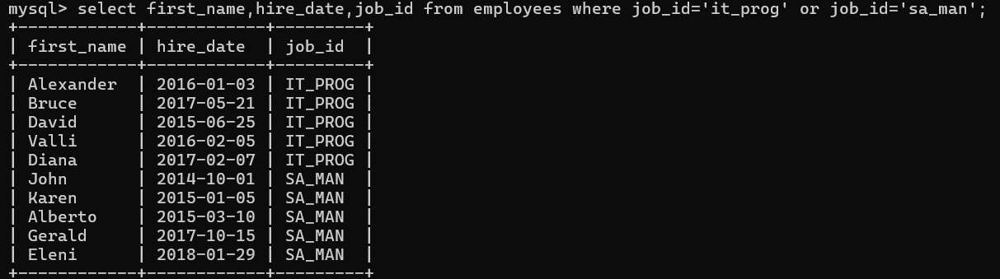 mysql> select first_name,hire_date,job_id from employees where job_id='it_prog' or job_id='sa_man';
+------------+------------+---------+
| first_name | hire_date  | job_id  |
+------------+------------+---------+
| Alexander  | 2016-01-03 | IT_PROG |
| Bruce      | 2017-05-21 | IT_PROG |
| David      | 2015-06-25 | IT_PROG |
| Valli      | 2016-02-05 | IT_PROG |
| Diana      | 2017-02-07 | IT_PROG |
| John       | 2014-10-01 | SA_MAN  |
| Karen      | 2015-01-05 | SA_MAN  |
| Alberto    | 2015-03-10 | SA_MAN  |
| Gerald     | 2017-10-15 | SA_MAN  |
| Eleni      | 2018-01-29 | SA_MAN  |
+------------+------------+---------+